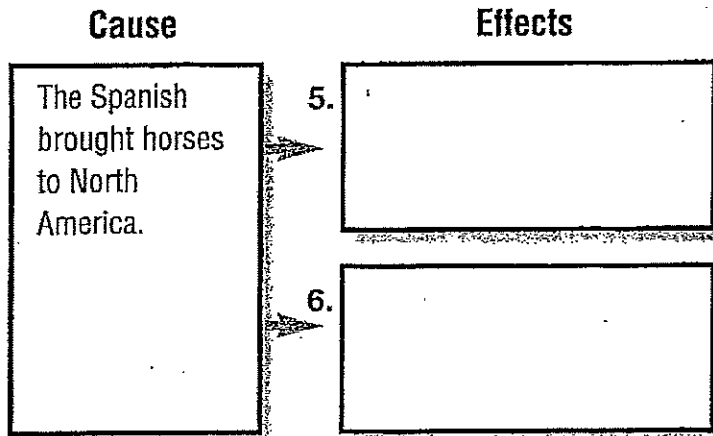 Cause
Effects
The Spanish
brought horses
to North
America.
5.
6.